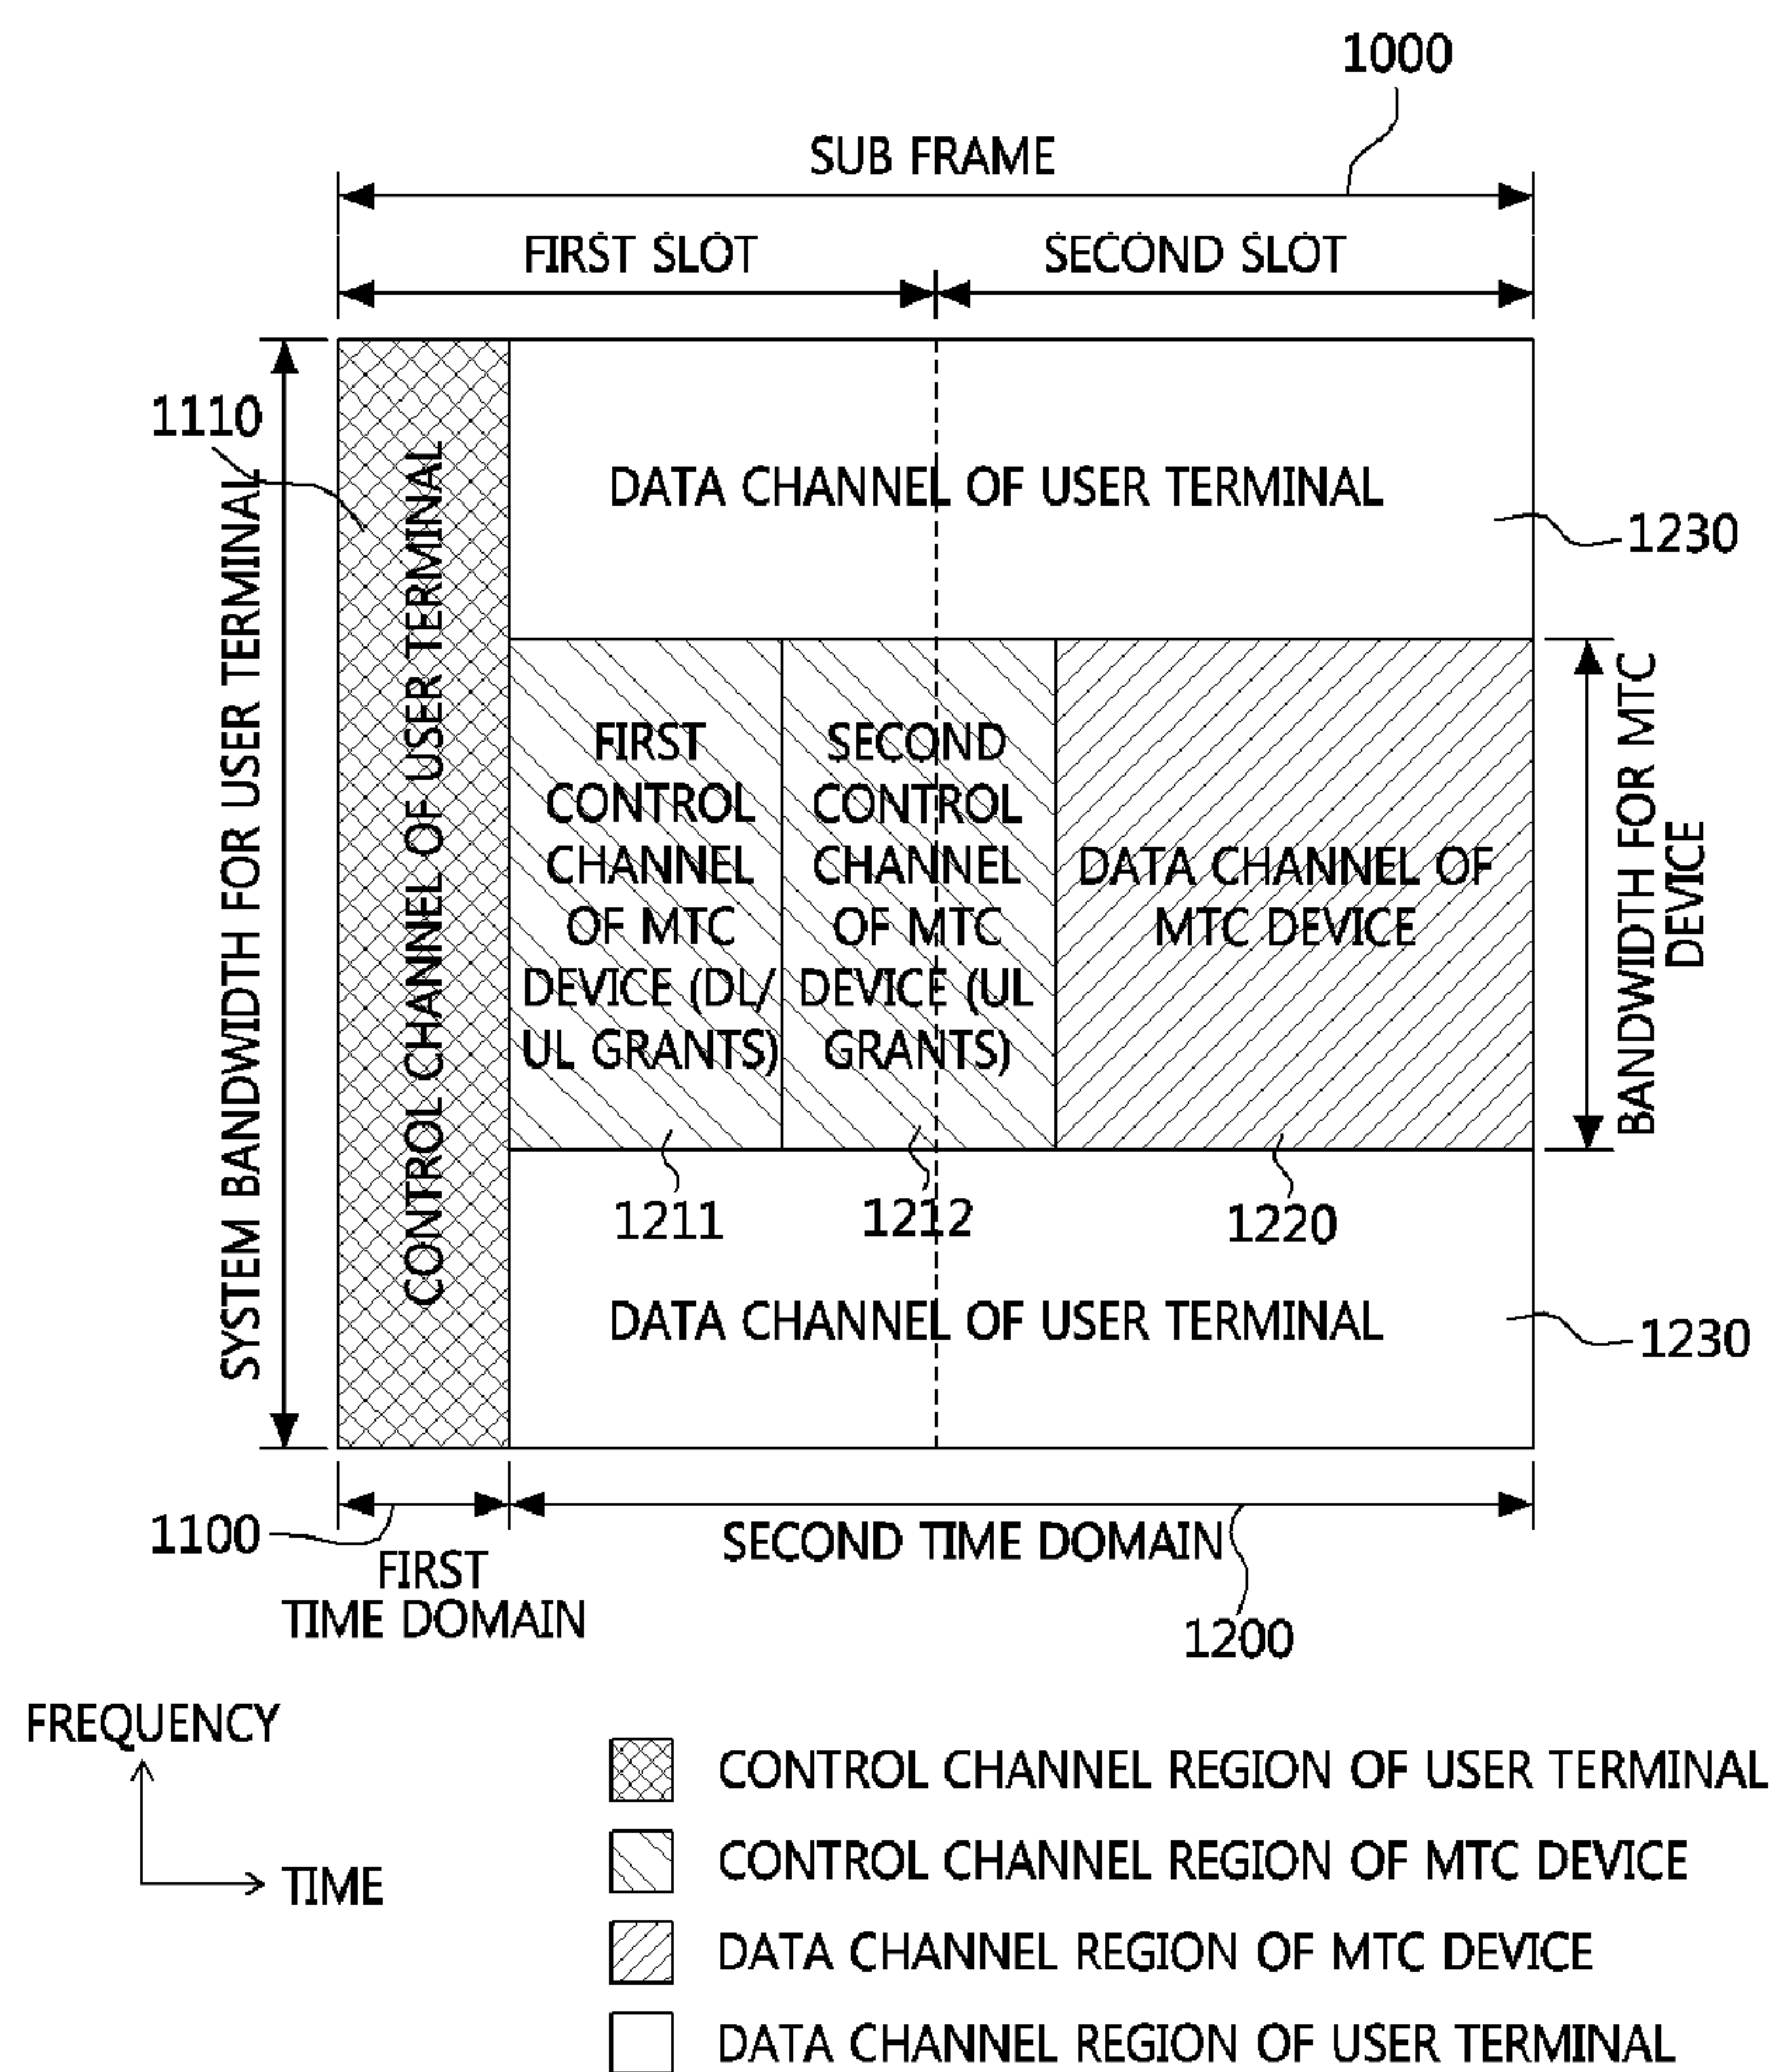 1000
SUB FRAME
FIRST SLOT
SECOND SLOT
1110
SYSTEM BANDWIDTH FOR USER TERMINAL
CONTROL CHANNEL OF USER TERMINAL
DATA CHANNEL OF USER TERMINAL
1230
FIRST
CONTROL
CHANNEL
OF MTC
DEVICE (DL/
UL GRANTS)
SECOND
CONTROL
CHANNEL
OF MTC
DEVICE (UL
GRANTS)
DATA CHANNEL OF
MTC DEVICE
BANDWIDTH FOR MTC
DEVICE
1211
1212
1220
DATA CHANNEL OF USER TERMINAL
1230
1100
FIRST
TIME DOMAIN
SECOND TIME DOMAIN
1200
FREQUENCY
TIME
CONTROL CHANNEL REGION OF USER TERMINAL
CONTROL CHANNEL REGION OF MTC DEVICE
DATA CHANNEL REGION OF MTC DEVICE
DATA CHANNEL REGION OF USER TERMINAL